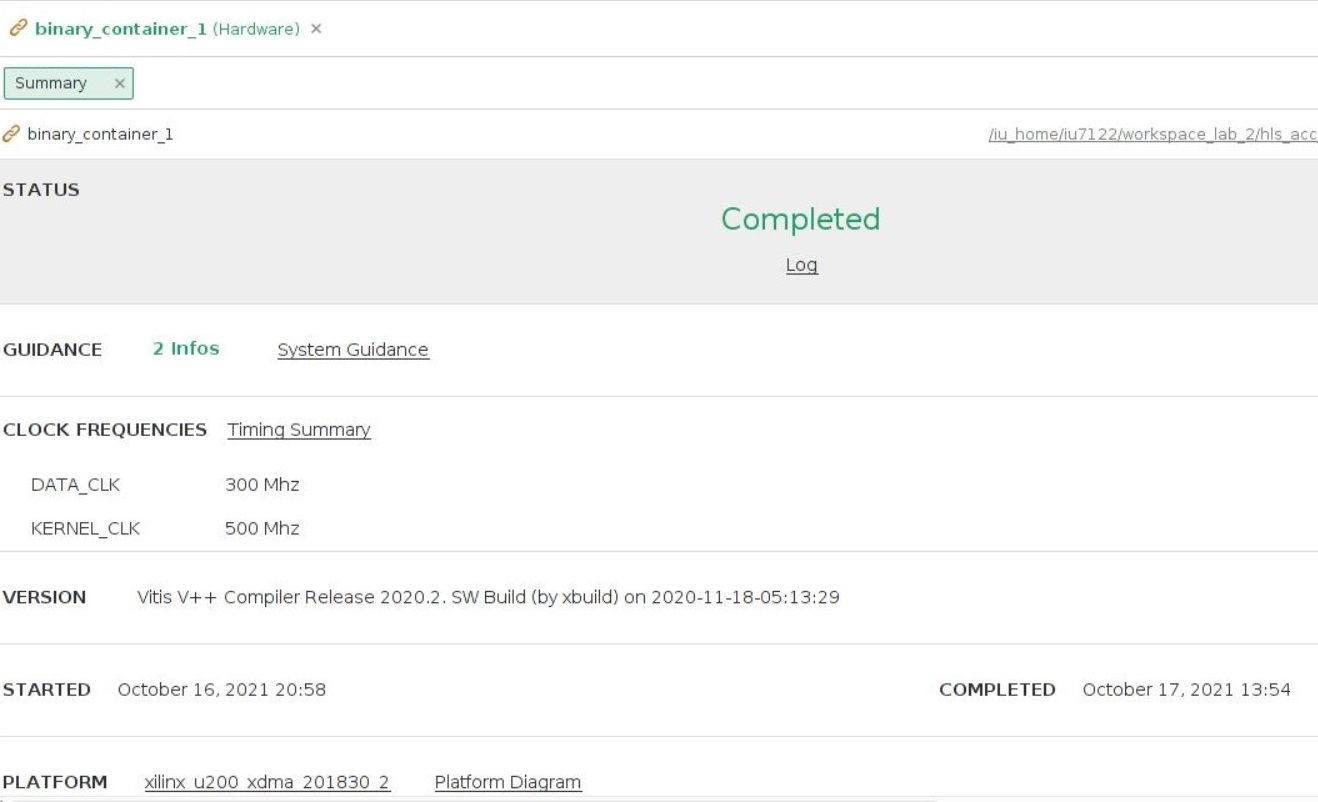 binary_container_1 (Hardware) ×
Summary ×
binary_container_1 /iu_home/iu7122/workspace_lab_2/hls_acc
STATUS
Completed
Log
GUIDANCE 2 Infos System Guidance
CLOCK FREQUENCIES Timing Summary
DATA_CLK 300 Mhz
KERNEL_CLK 500 Mhz
VERSION Vitis V++ Compiler Release 2020.2. SW Build (by xbuild) on 2020-11-18-05:13:29
STARTED October 16, 2021 20:58 COMPLETED October 17, 2021 13:54
PLATFORM xilinx_u200_xdma_201830_2 Platform Diagram